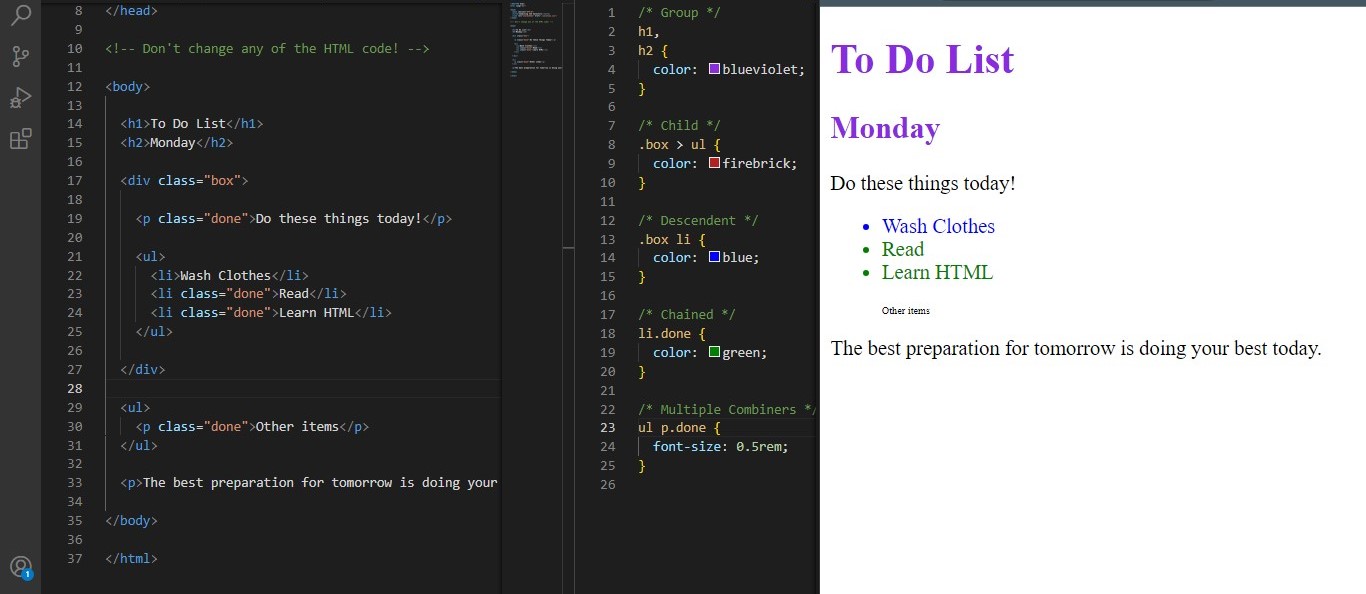 8 </head>
9
10 <!-- Don't change any of the HTML code! -->
11
12 <body>
13
14 <h1>To Do List</h1>
15 <h2>Monday</h2>
16
17 <div class="box">
18
19 <p class="done">Do these things today!</p>
20
21 <ul>
22 <li>Wash Clothes</li>
23 <li class="done">Read</li>
24 <li class="done">Learn HTML</li>
25 </ul>
26
27 </div>
28
29 <ul>
30 <p class="done">Other items</p>
31 </ul>
32
33 <p>The best preparation for tomorrow is doing your
34
35 </body>
36
37 </html>
1
1 /* Group */
2 h1,
3 h2 {
4 color: blueviolet;
5 }
6
7 /* Child */
8 .box > ul {
9 color: firebrick;
10 }
11
12 /* Descendent */
13 .box li {
14 color: blue;
15 }
16
17 /* Chained */
18 li.done {
19 color: green;
20 }
21
22 /* Multiple Combiners */
23 ul p.done {
24 font-size: 0.5rem;
25 }
26
To Do List
Monday
Do these things today!
• Wash Clothes
• Read
• Learn HTML
Other items
The best preparation for tomorrow is doing your best today.